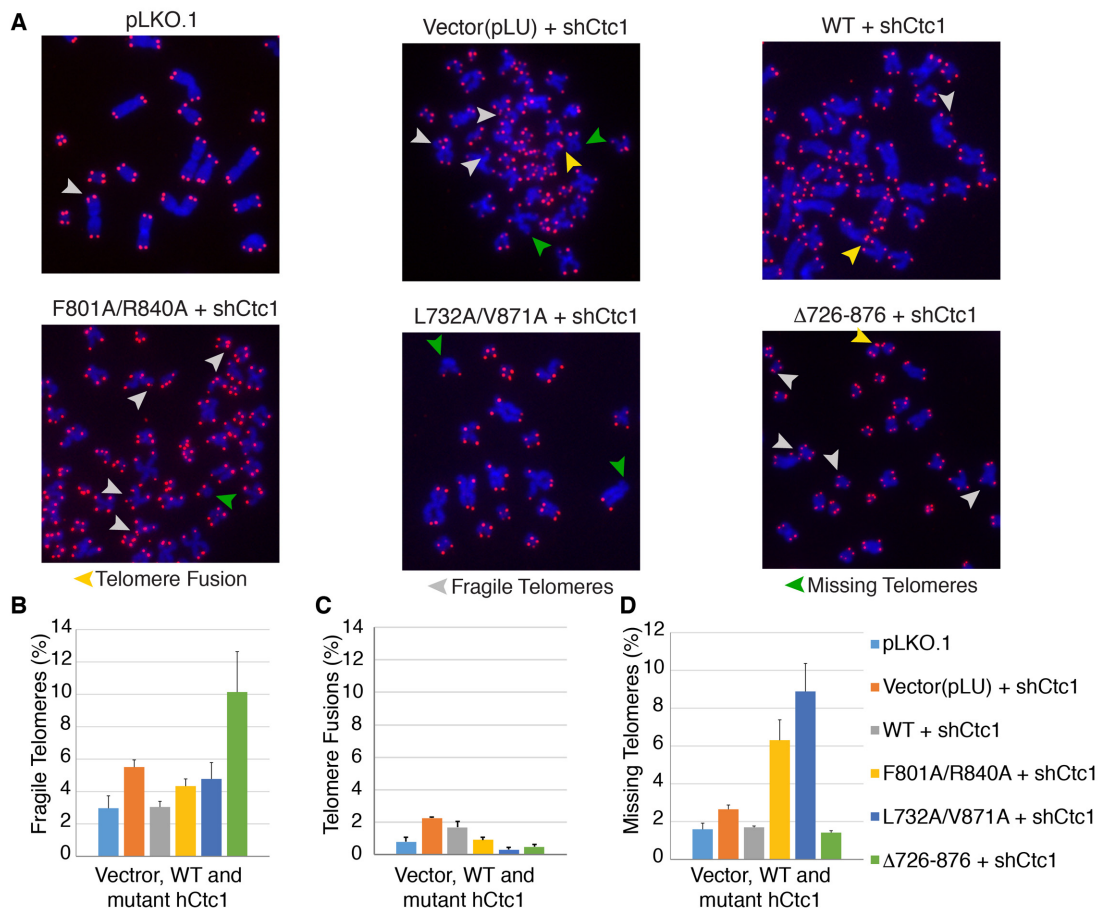 A
pLKO.1
Vector(pLU) + shCtc1
WT + shCtc1
F801A/R840A + shCtc1
L732A/V871A + shCtc1
Δ726-876 + shCtc1
Telomere Fusion
Fragile Telomeres
Missing Telomeres
B
Fragile Telomeres (%)
14
12
10
8
6
4
2
0
Vectror, WT and
mutant hCtc1
C
Telomere Fusions (%)
14
12
10
8
6
4
2
0
Vector, WT and
mutant hCtc1
D
Missing Telomeres (%)
12
10
8
6
4
2
0
Vector, WT and
mutant hCtc1
pLKO.1
Vector(pLU) + shCtc1
WT + shCtc1
F801A/R840A + shCtc1
L732A/V871A + shCtc1
Δ726-876 + shCtc1